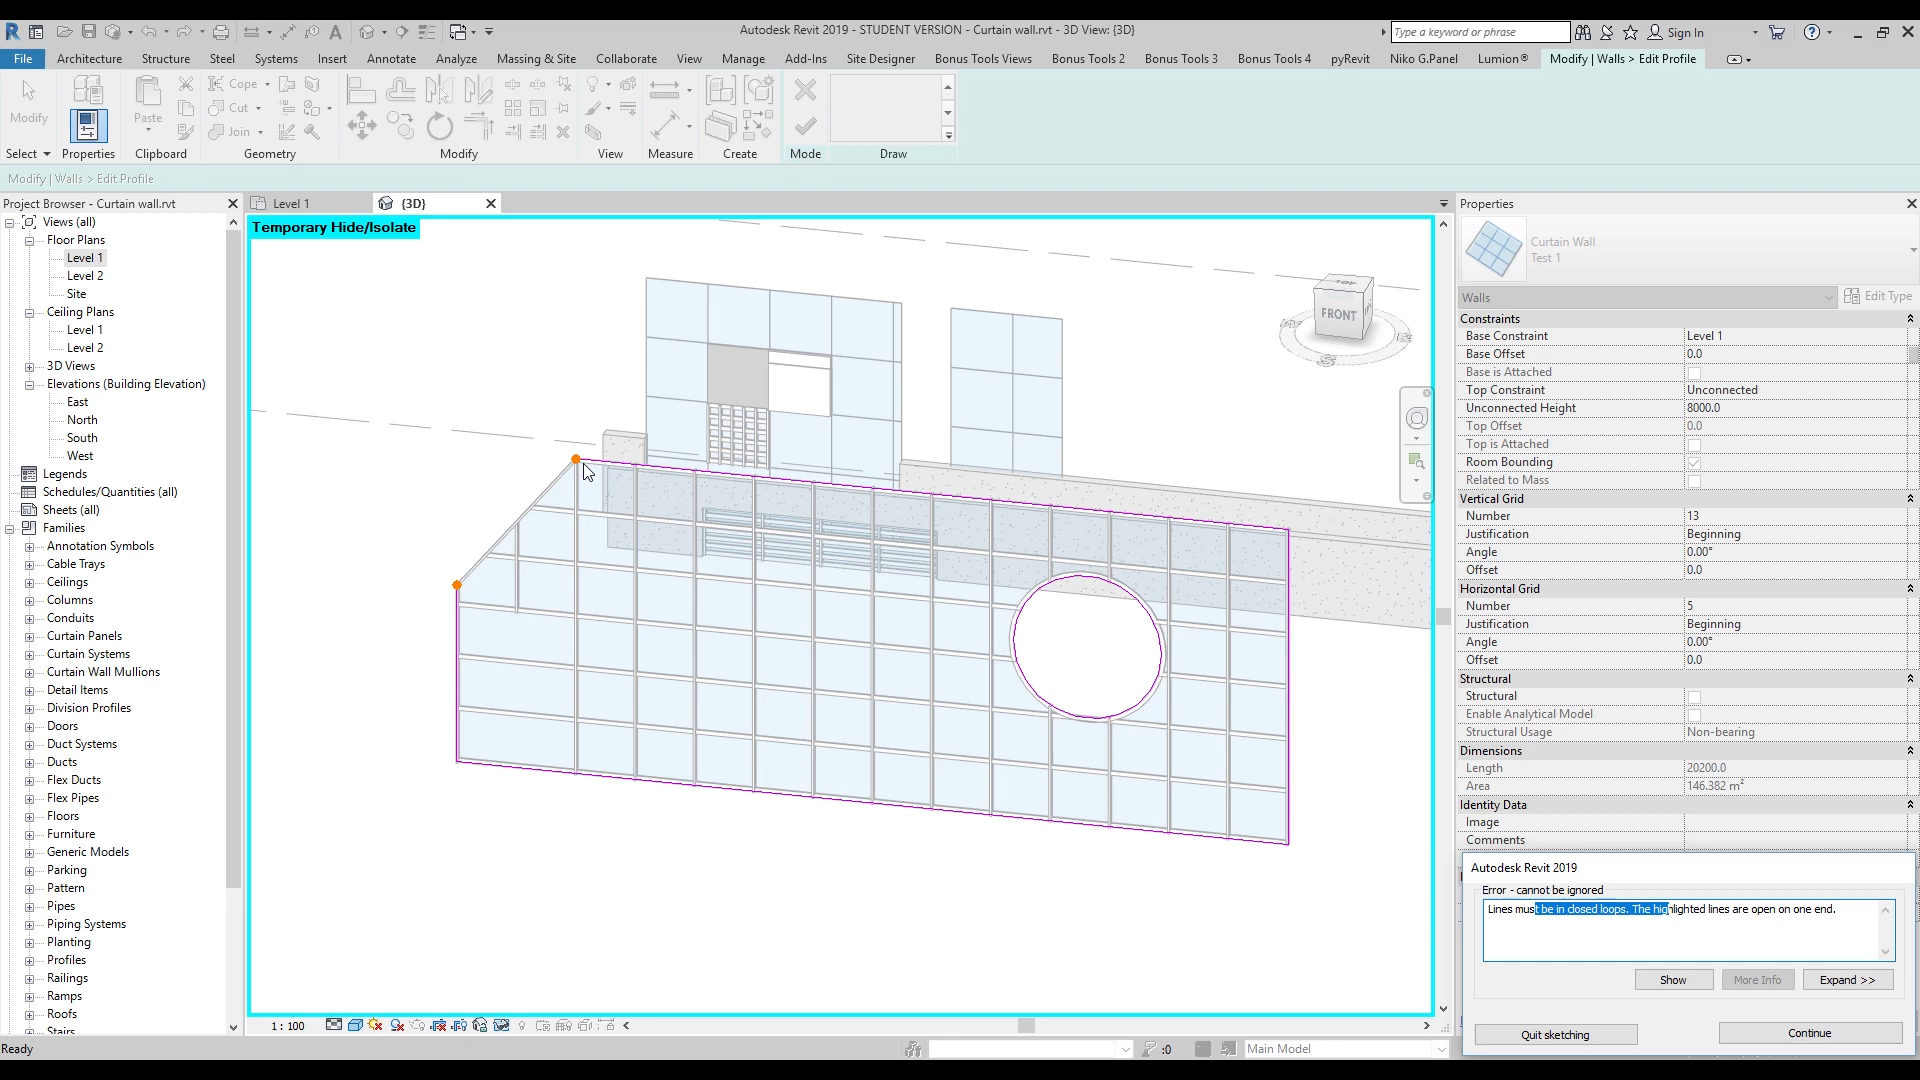 Autodesk Revit 2019 - STUDENT VERSION - Curtain wall.rvt - 3D View: {3D}
Type a keyword or phrase
Sign In
File
Architecture
Structure
Steel
Systems
Insert
Annotate
Analyze
Massing & Site
Collaborate
View
Manage
Add-Ins
Site Designer
Bonus Tools Views
Bonus Tools 2
Bonus Tools 3
Bonus Tools 4
pyRevit
Niko G.Panel
Lumion®
Modify | Walls > Edit Profile
Modify
Paste
Cope
Cut
Join
Select
Properties
Clipboard
Geometry
Modify
View
Measure
Create
Mode
Draw
Modify | Walls > Edit Profile
Project Browser - Curtain wall.rvt
Views (all)
Floor Plans
Level 1
Level 2
Site
Ceiling Plans
Level 1
Level 2
3D Views
Elevations (Building Elevation)
East
North
South
West
Legends
Schedules/Quantities (all)
Sheets (all)
Families
Annotation Symbols
Cable Trays
Ceilings
Columns
Conduits
Curtain Panels
Curtain Systems
Curtain Wall Mullions
Detail Items
Division Profiles
Doors
Duct Systems
Ducts
Flex Ducts
Flex Pipes
Floors
Furniture
Generic Models
Parking
Pattern
Pipes
Piping Systems
Planting
Profiles
Railings
Ramps
Roofs
Stairs
Level 1
{3D}
Temporary Hide/Isolate
TOP
FRONT
1 : 100
Properties
Curtain Wall
Test 1
Walls
Edit Type
Constraints
Base Constraint Level 1
Base Offset 0.0
Base is Attached
Top Constraint Unconnected
Unconnected Height 8000.0
Top Offset 0.0
Top is Attached
Room Bounding
Related to Mass
Vertical Grid
Number 13
Justification Beginning
Angle 0.00°
Offset 0.0
Horizontal Grid
Number 5
Justification Beginning
Angle 0.00°
Offset 0.0
Structural
Structural
Enable Analytical Model
Structural Usage Non-bearing
Dimensions
Length 20200.0
Area 146.382 m²
Identity Data
Image
Comments
Autodesk Revit 2019
Error - cannot be ignored
Lines must be in closed loops. The highlighted lines are open on one end.
Show
More Info
Expand >>
Quit sketching
Continue
Ready
:0
Main Model